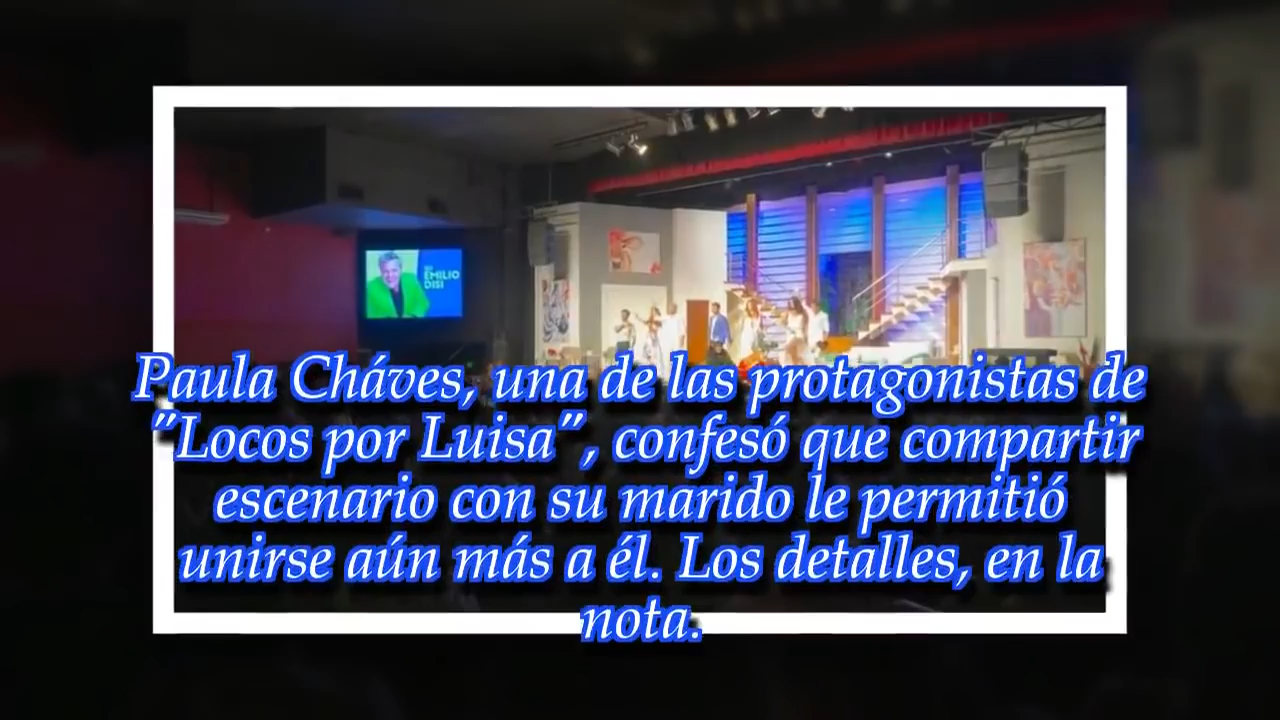 EMILIO
DISI
Paula Cháves, una de las protagonistas de
"Locos por Luisa", confesó que compartir
escenario con su marido le permitió
unirse aún más a él. Los detalles, en la
nota.